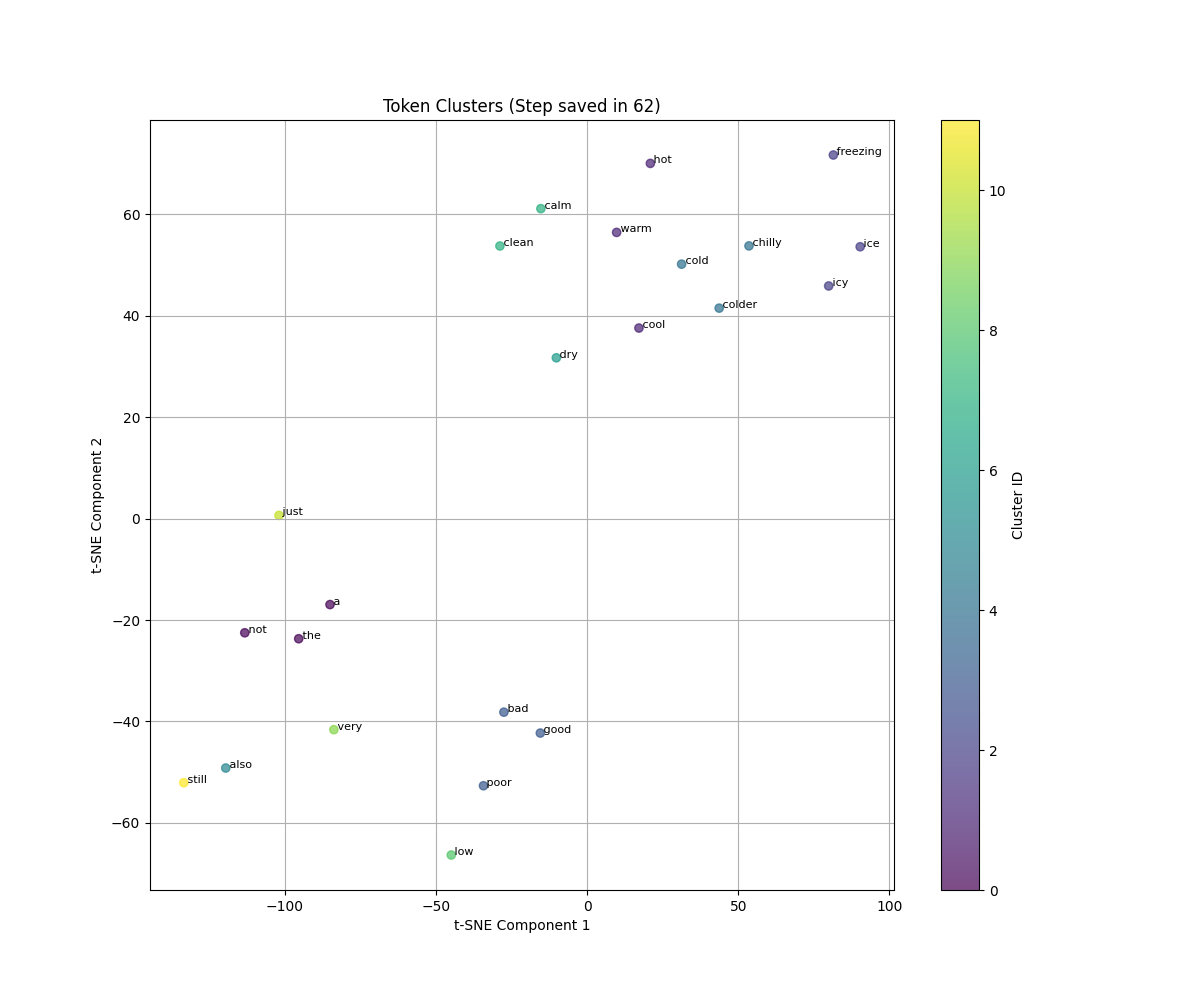 Token Clusters (Step saved in 62)
freezing
hot
calm
warm
clean
chilly
ice
cold
icy
colder
cool
dry
just
a
not
the
bad
very
good
also
still
poor
low
60
40
20
0
−20
−40
−60
−100
−50
0
50
100
t-SNE Component 1
t-SNE Component 2
10
8
6
4
2
0
Cluster ID